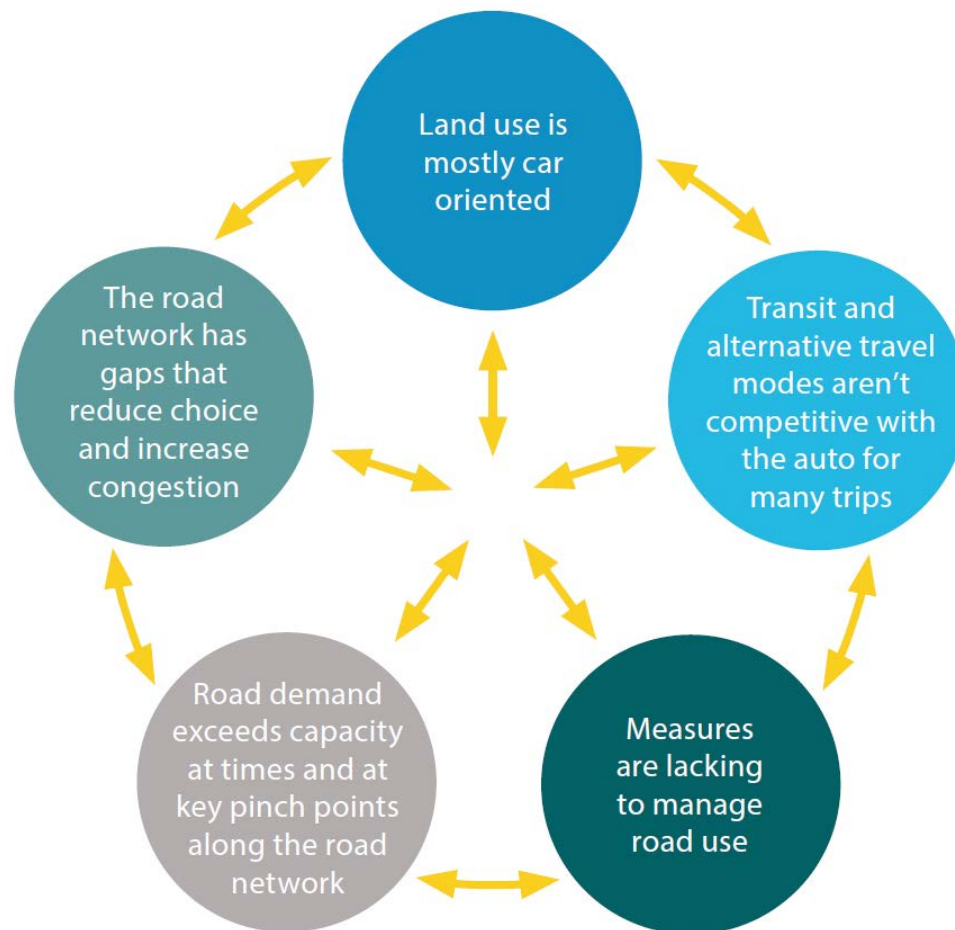 Land use is
mostly car
oriented
The road
network has
gaps that
reduce choice
and increase
congestion
Transit and
alternative travel
modes aren’t
competitive with
the auto for
many trips
Road demand
exceeds capacity
at times and at
key pinch points
along the road
network
Measures
are lacking
to manage
road use